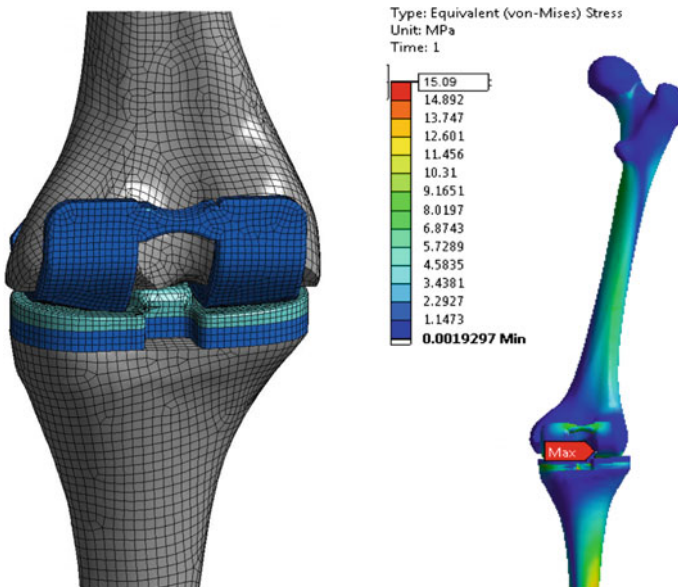 Type: Equivalent (von-Mises) Stress
Unit: MPa
Time: 1
15.09
14.892
13.747
12.601
11.456
10.31
9.1651
8.0197
6.8743
5.7289
4.5835
3.4381
2.2927
1.1473
0.0019297 Min
Max